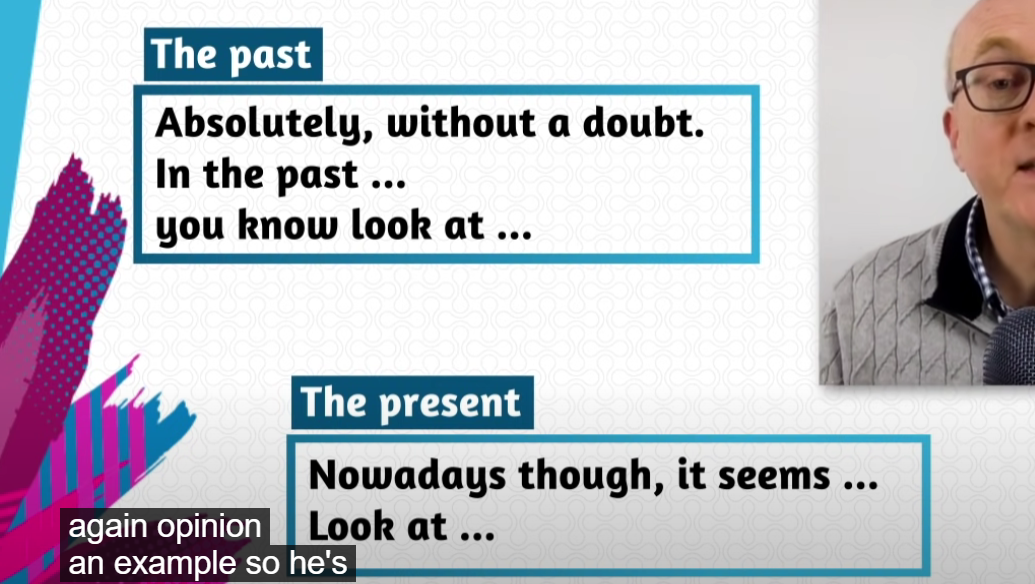 The past
Absolutely, without a doubt.
In the past ...
you know look at ...
The present
Nowadays though, it seems ...
Look at ...
again opinion
an example so he's